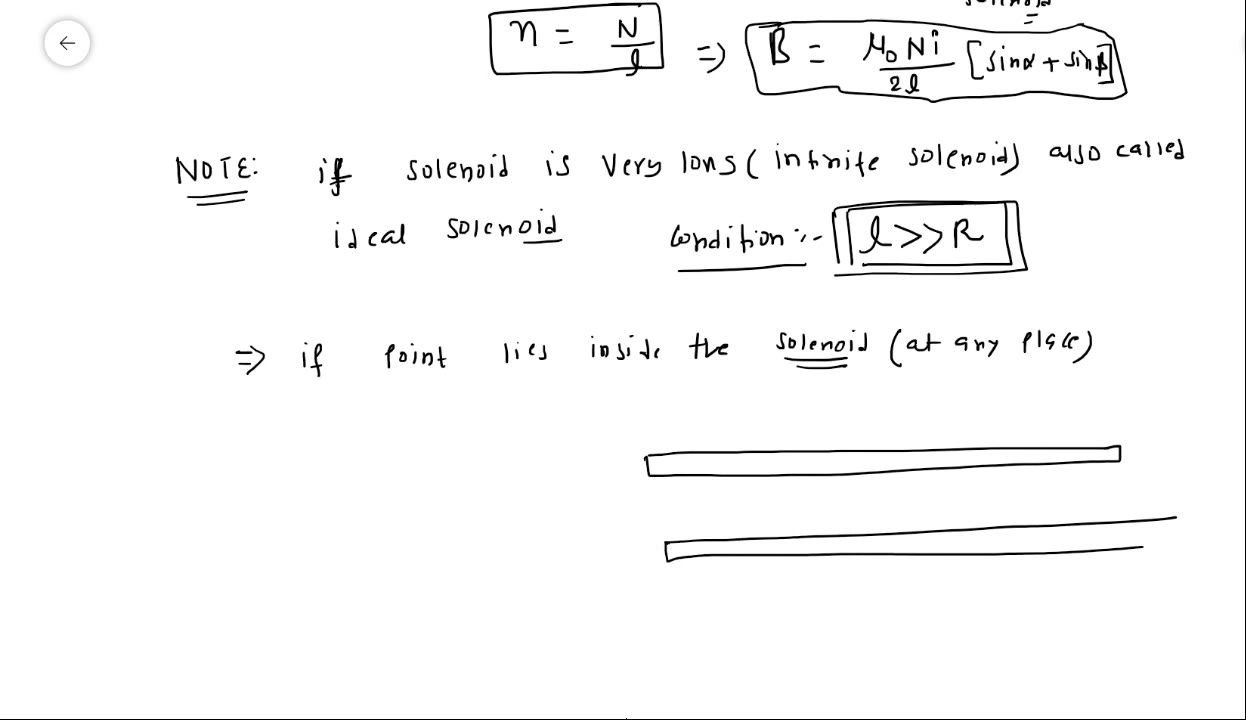 n = N/l => B = μ0 N i / 2l [sinα + sinβ]
NOTE: if solenoid is very long (infinite solenoid) also called
ideal solenoid condition :- l >> R
=> if point lies inside the solenoid (at any place)